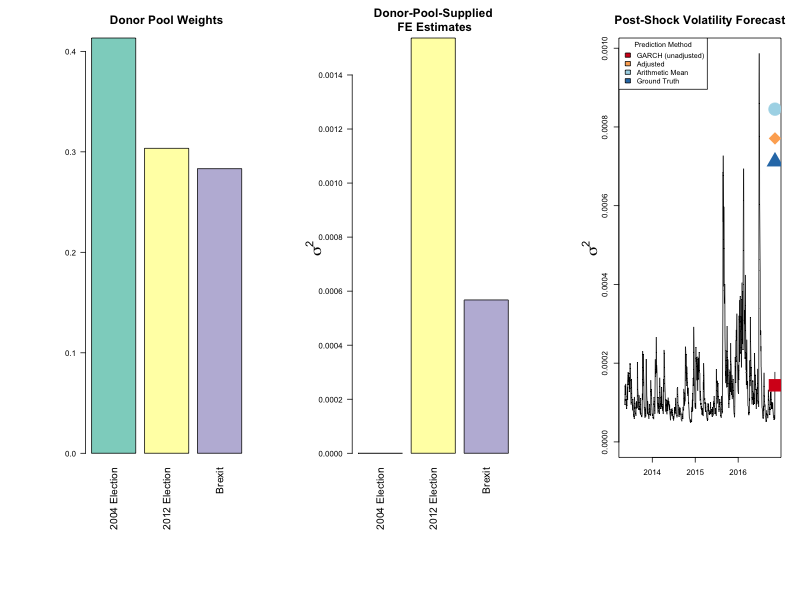 Donor Pool Weights
0.4
0.3
0.2
0.1
0.0
2004 Election
2012 Election
Brexit
Donor-Pool-Supplied
FE Estimates
σ²
0.0014
0.0012
0.0010
0.0008
0.0006
0.0004
0.0002
0.0000
2004 Election
2012 Election
Brexit
Post-Shock Volatility Forecast
Prediction Method
GARCH (unadjusted)
Adjusted
Arithmetic Mean
Ground Truth
σ²
0.0010
0.0008
0.0006
0.0004
0.0002
0.0000
2014
2015
2016